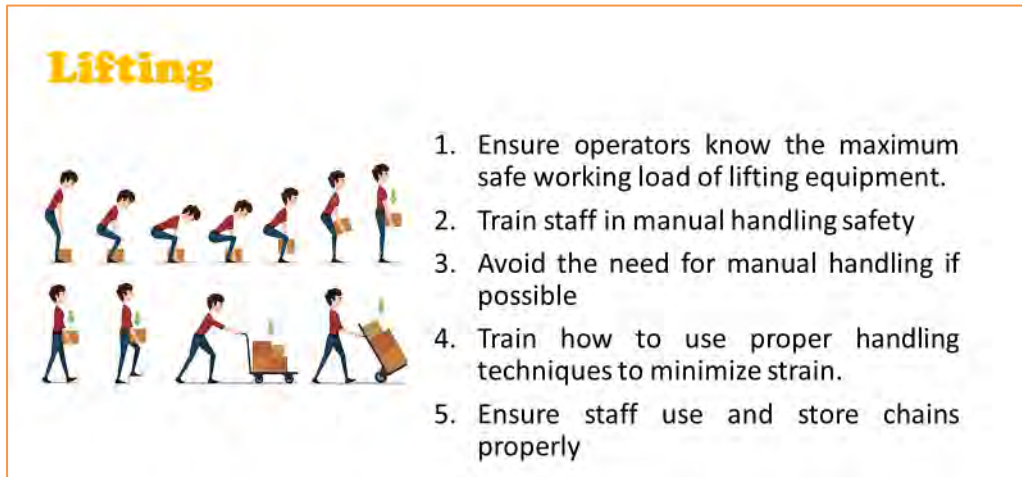 Lifting
1. Ensure operators know the maximum
safe working load of lifting equipment.
2. Train staff in manual handling safety
3. Avoid the need for manual handling if
possible
4. Train how to use proper handling
techniques to minimize strain.
5. Ensure staff use and store chains
properly